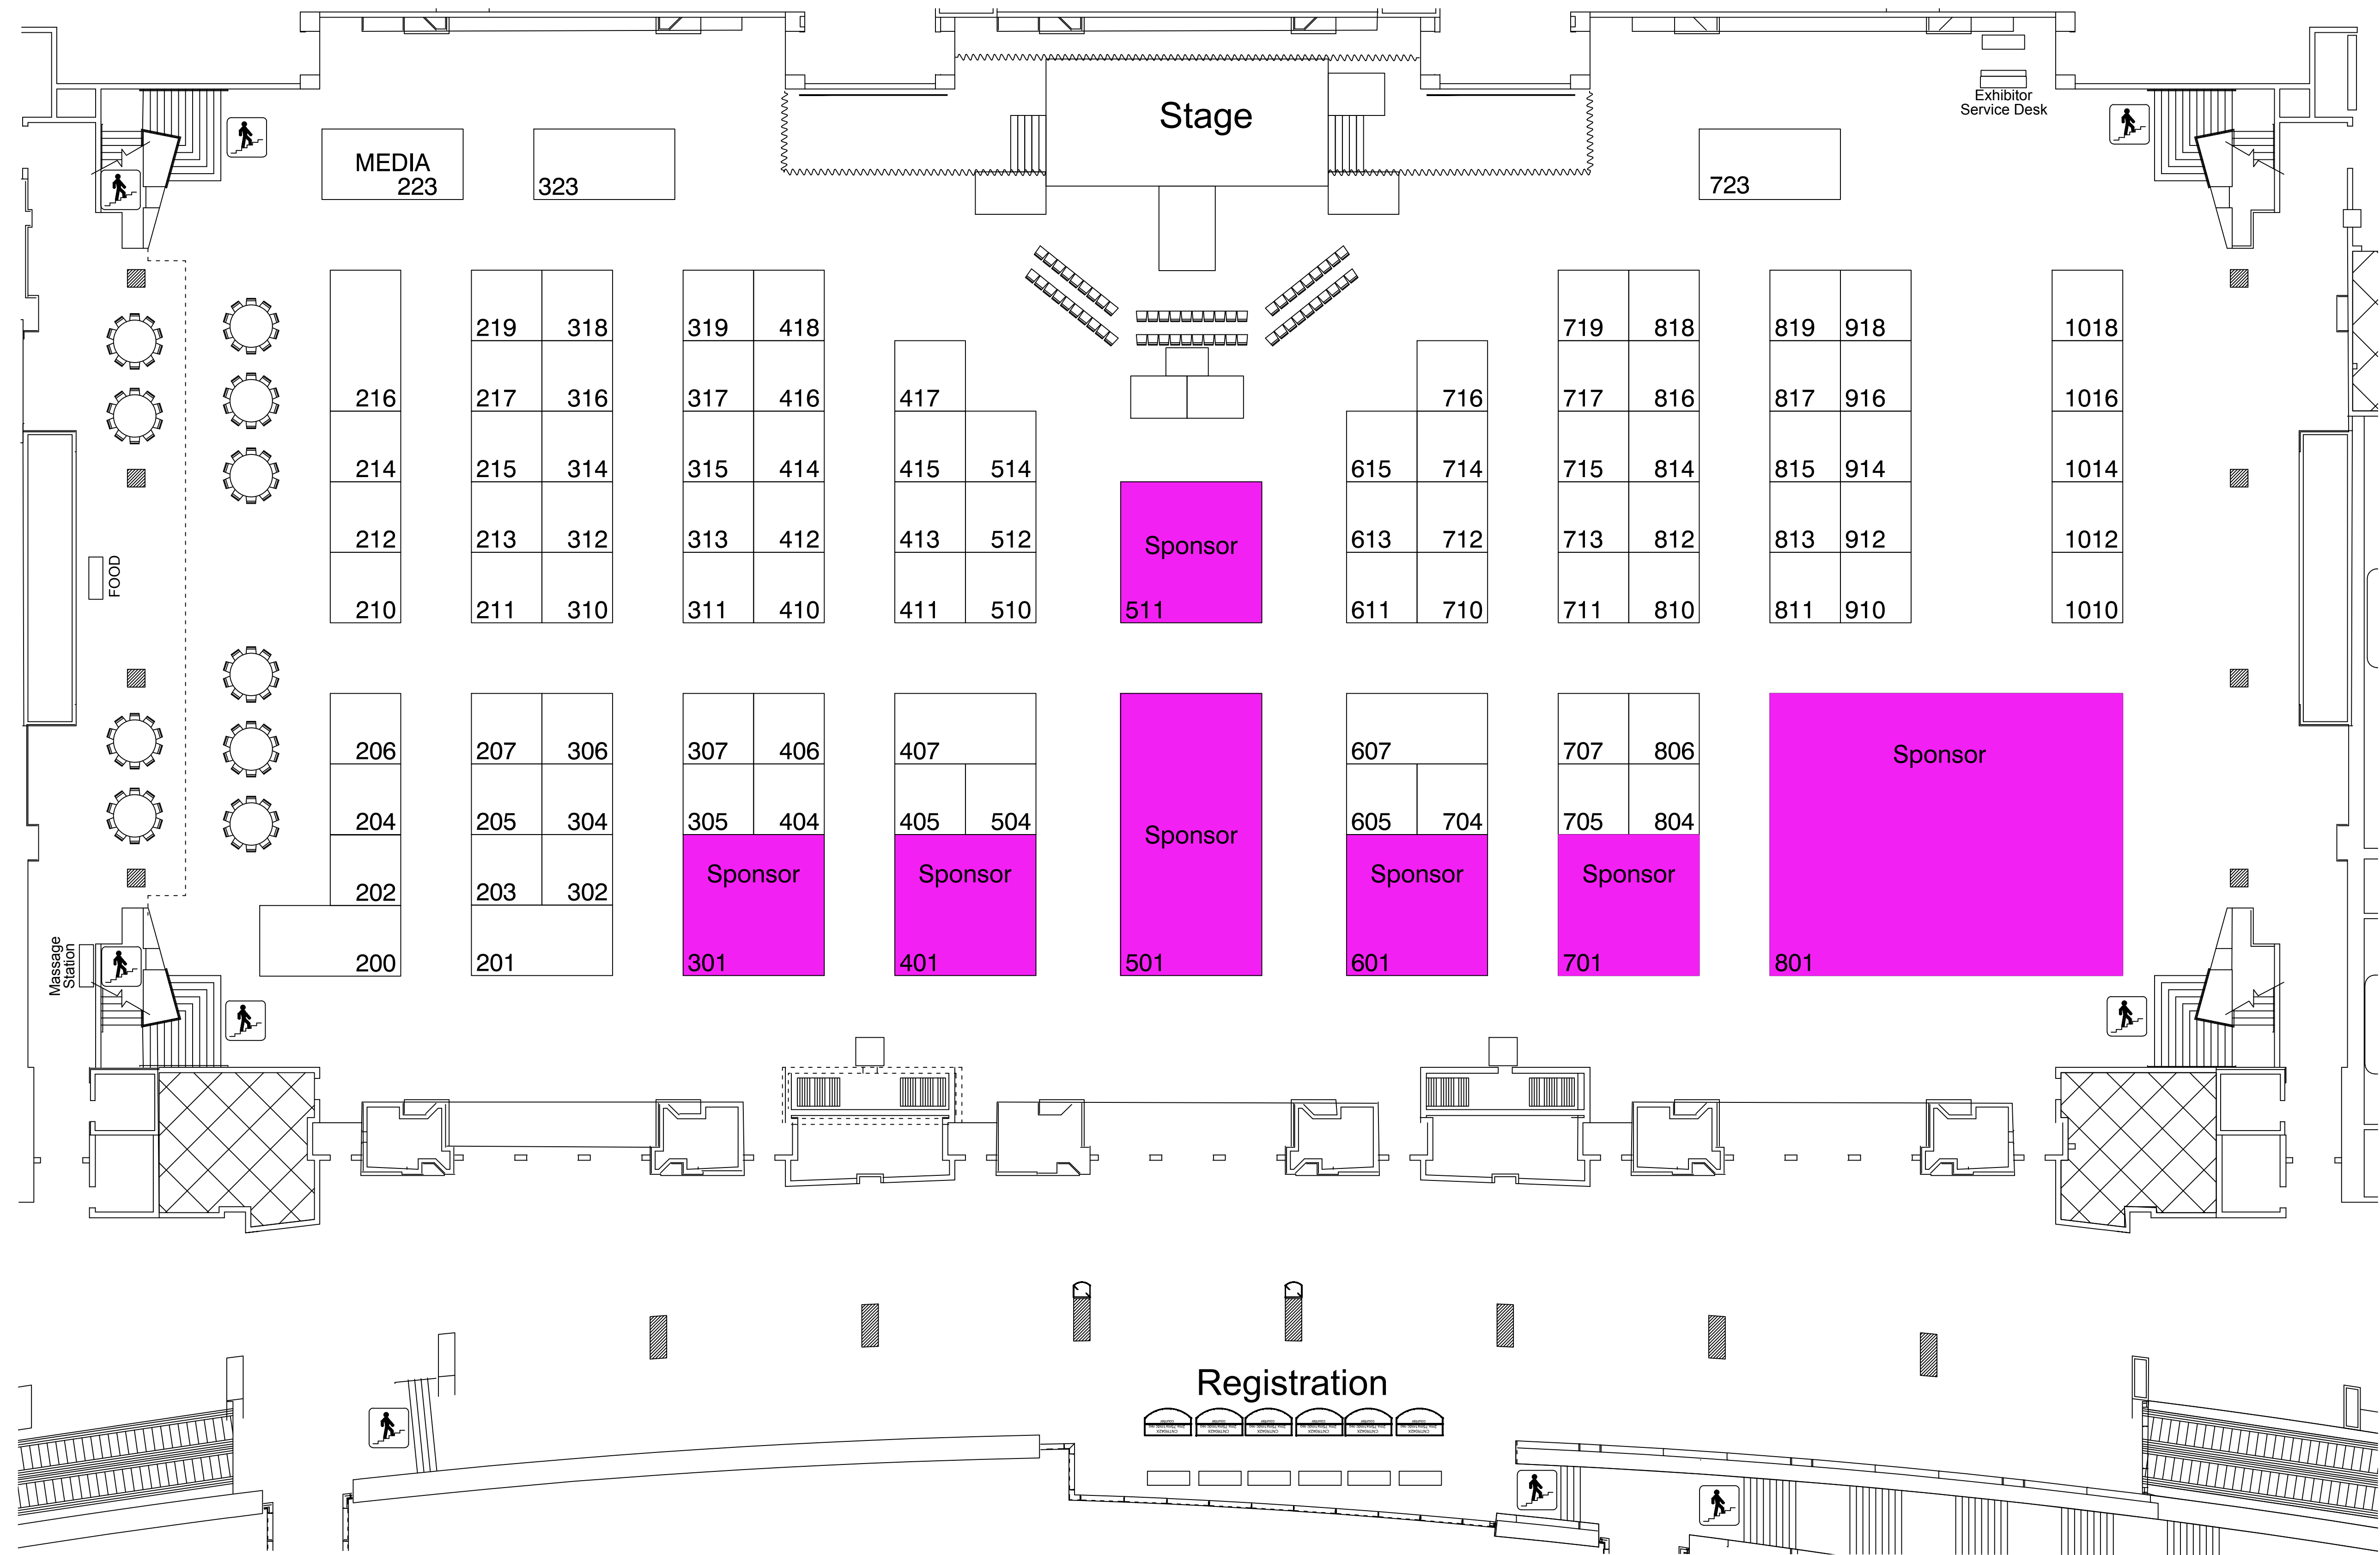 Stage
Exhibitor
Service Desk
MEDIA
223
323
723
219 318 319 418 719 818 819 918 1018
216 217 316 317 416 417 716 717 816 817 916 1016
214 215 314 315 414 415 514 615 714 715 814 815 914 1014
212 213 312 313 412 413 512 Sponsor 613 712 713 812 813 912 1012
FOOD
210 211 310 311 410 411 510 511 611 710 711 810 811 910 1010
206 207 306 307 406 407 607 707 806 Sponsor
204 205 304 305 404 405 504 Sponsor 605 704 705 804
Sponsor Sponsor Sponsor Sponsor
202 203 302
Massage
Station
200 201 301 401 501 601 701 801
Registration